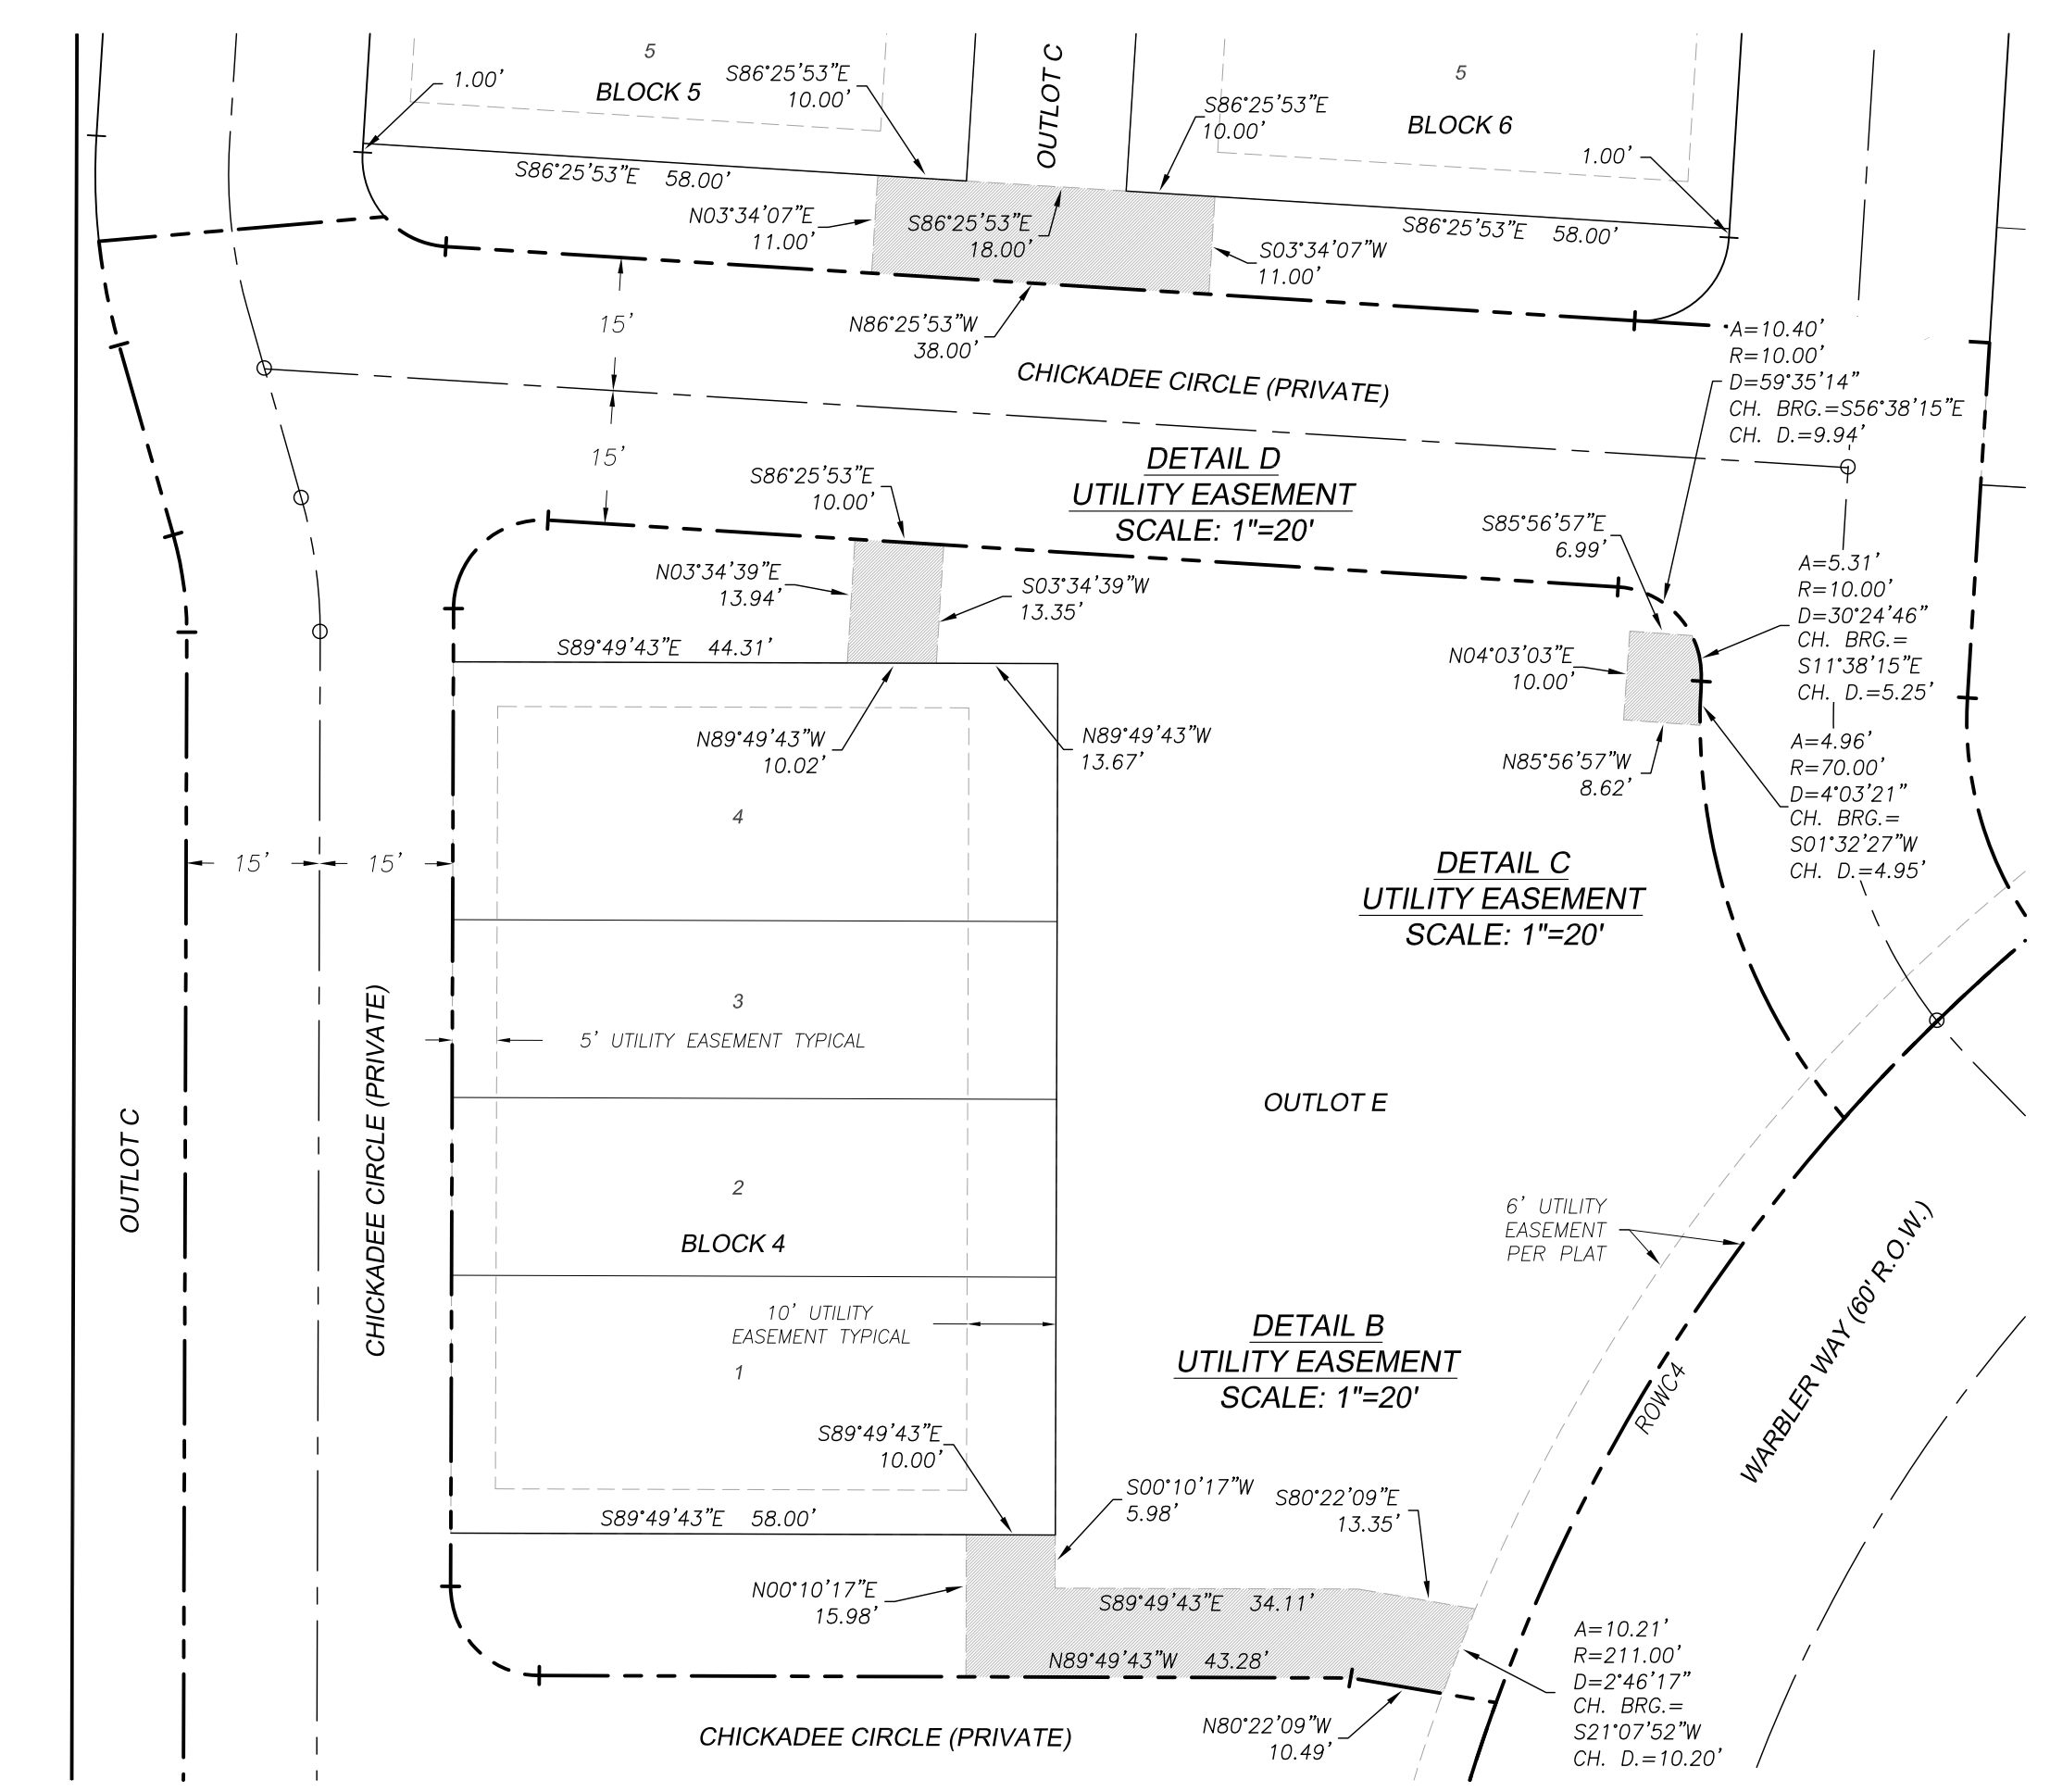 5
BLOCK 5
1.00'
S86°25'53"E
10.00'
OUTLOT C
5
BLOCK 6
S86°25'53"E
10.00'
1.00'
S86°25'53"E 58.00'
N03°34'07"E
11.00'
S86°25'53"E
18.00'
S86°25'53"E 58.00'
S03°34'07"W
11.00'
N86°25'53"W
38.00'
15'
CHICKADEE CIRCLE (PRIVATE)
A=10.40'
R=10.00'
D=59°35'14"
CH. BRG.=S56°38'15"E
CH. D.=9.94'
15'
DETAIL D
UTILITY EASEMENT
SCALE: 1"=20'
S86°25'53"E
10.00'
S85°56'57"E
6.99'
N03°34'39"E
13.94'
S03°34'39"W
13.35'
A=5.31'
R=10.00'
D=30°24'46"
CH. BRG.=
S11°38'15"E
CH. D.=5.25'
S89°49'43"E 44.31'
N04°03'03"E
10.00'
N89°49'43"W
10.02'
N89°49'43"W
13.67'
N85°56'57"W
8.62'
A=4.96'
R=70.00'
D=4°03'21"
CH. BRG.=
S01°32'27"W
CH. D.=4.95'
4
15'
15'
DETAIL C
UTILITY EASEMENT
SCALE: 1"=20'
3
5' UTILITY EASEMENT TYPICAL
OUTLOT C
CHICKADEE CIRCLE (PRIVATE)
OUTLOT E
2
BLOCK 4
6' UTILITY
EASEMENT
PER PLAT
WARBLER WAY (60' R.O.W.)
10' UTILITY
EASEMENT TYPICAL
1
DETAIL B
UTILITY EASEMENT
SCALE: 1"=20'
ROWC4
S89°49'43"E
10.00'
S00°10'17"W
5.98'
S80°22'09"E
13.35'
S89°49'43"E 58.00'
N00°10'17"E
15.98'
S89°49'43"E 34.11'
N89°49'43"W 43.28'
A=10.21'
R=211.00'
D=2°46'17"
CH. BRG.=
S21°07'52"W
CH. D.=10.20'
N80°22'09"W
10.49'
CHICKADEE CIRCLE (PRIVATE)